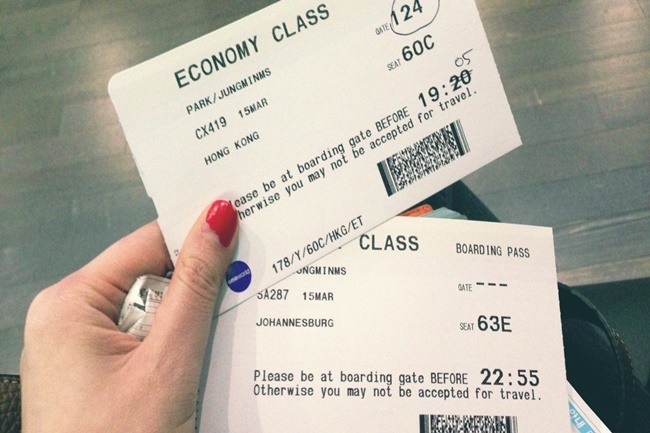 ECONOMY CLASS
PARK/JUNGMINMS
CX419 15MAR
HONG KONG
GATE 124
SEAT 60C
05
Please be at boarding gate BEFORE 19:20
Otherwise you may not be accepted for travel.
178/Y/60C/HKG/ET
CLASS
BOARDING PASS
UNGMINMS
SA287 15MAR
GATE ---
JOHANNESBURG
SEAT 63E
Please be at boarding gate BEFORE 22:55
Otherwise you may not be accepted for travel.